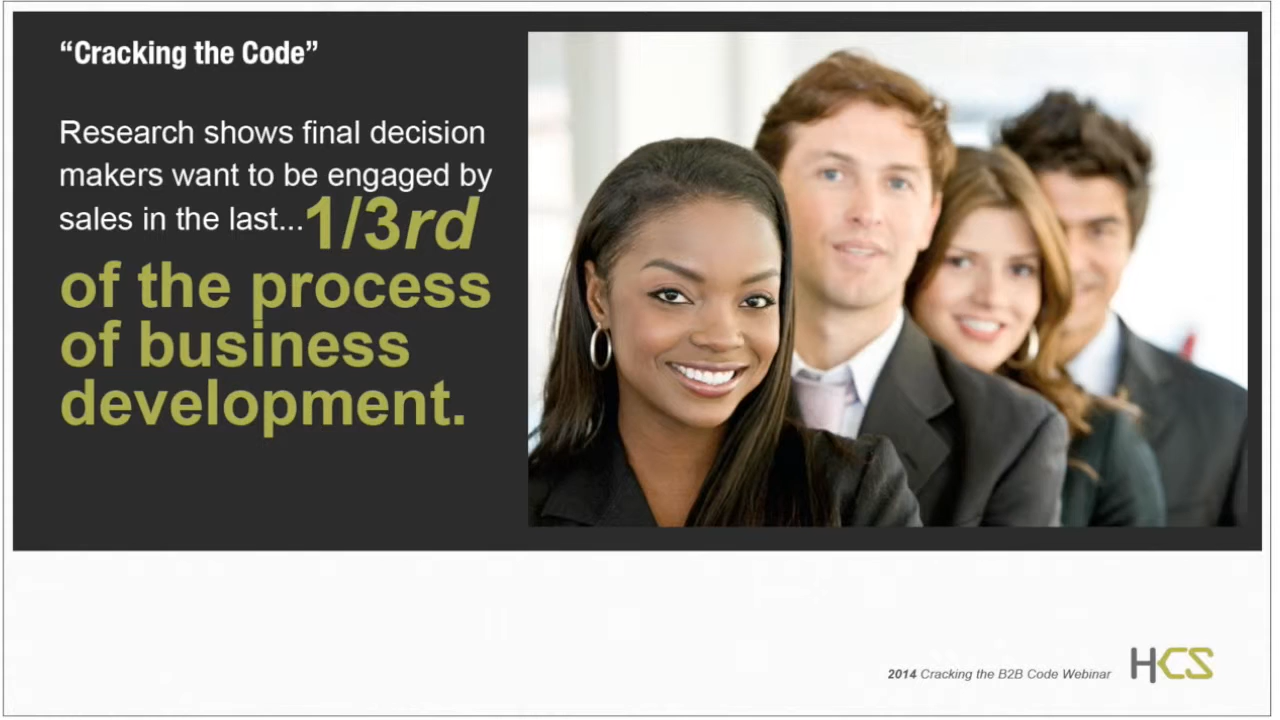 “Cracking the Code”
Research shows final decision
makers want to be engaged by
sales in the last...1/3rd
of the process
of business
development.
2014 Cracking the B2B Code Webinar
HCS